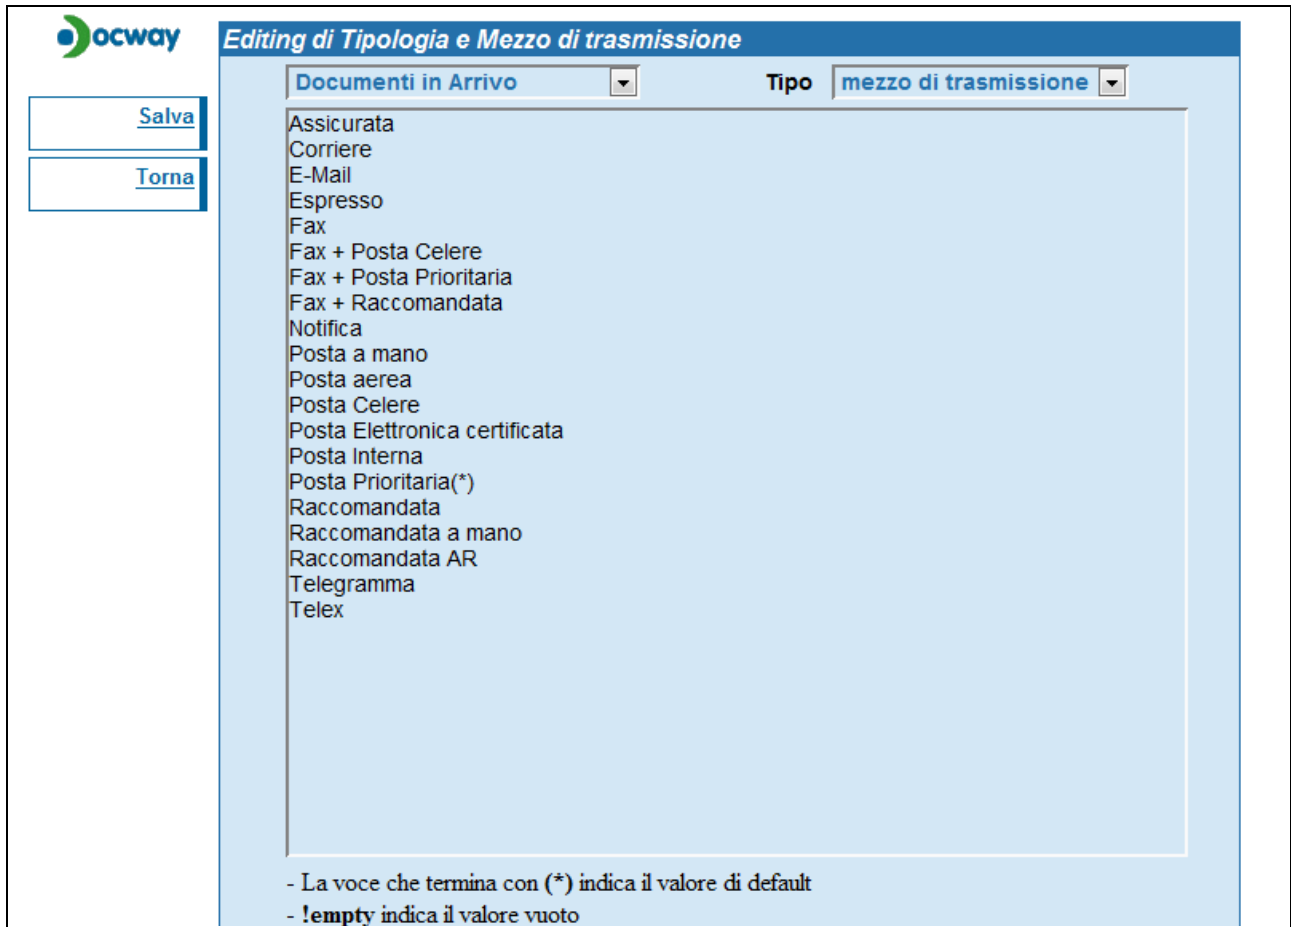 Docway
Editing di Tipologia e Mezzo di trasmissione
Documenti in Arrivo Tipo mezzo di trasmissione
Salva
Torna
Assicurata
Corriere
E-Mail
Espresso
Fax
Fax + Posta Celere
Fax + Posta Prioritaria
Fax + Raccomandata
Notifica
Posta a mano
Posta aerea
Posta Celere
Posta Elettronica certificata
Posta Interna
Posta Prioritaria(*)
Raccomandata
Raccomandata a mano
Raccomandata AR
Telegramma
Telex
- La voce che termina con (*) indica il valore di default
- !empty indica il valore vuoto